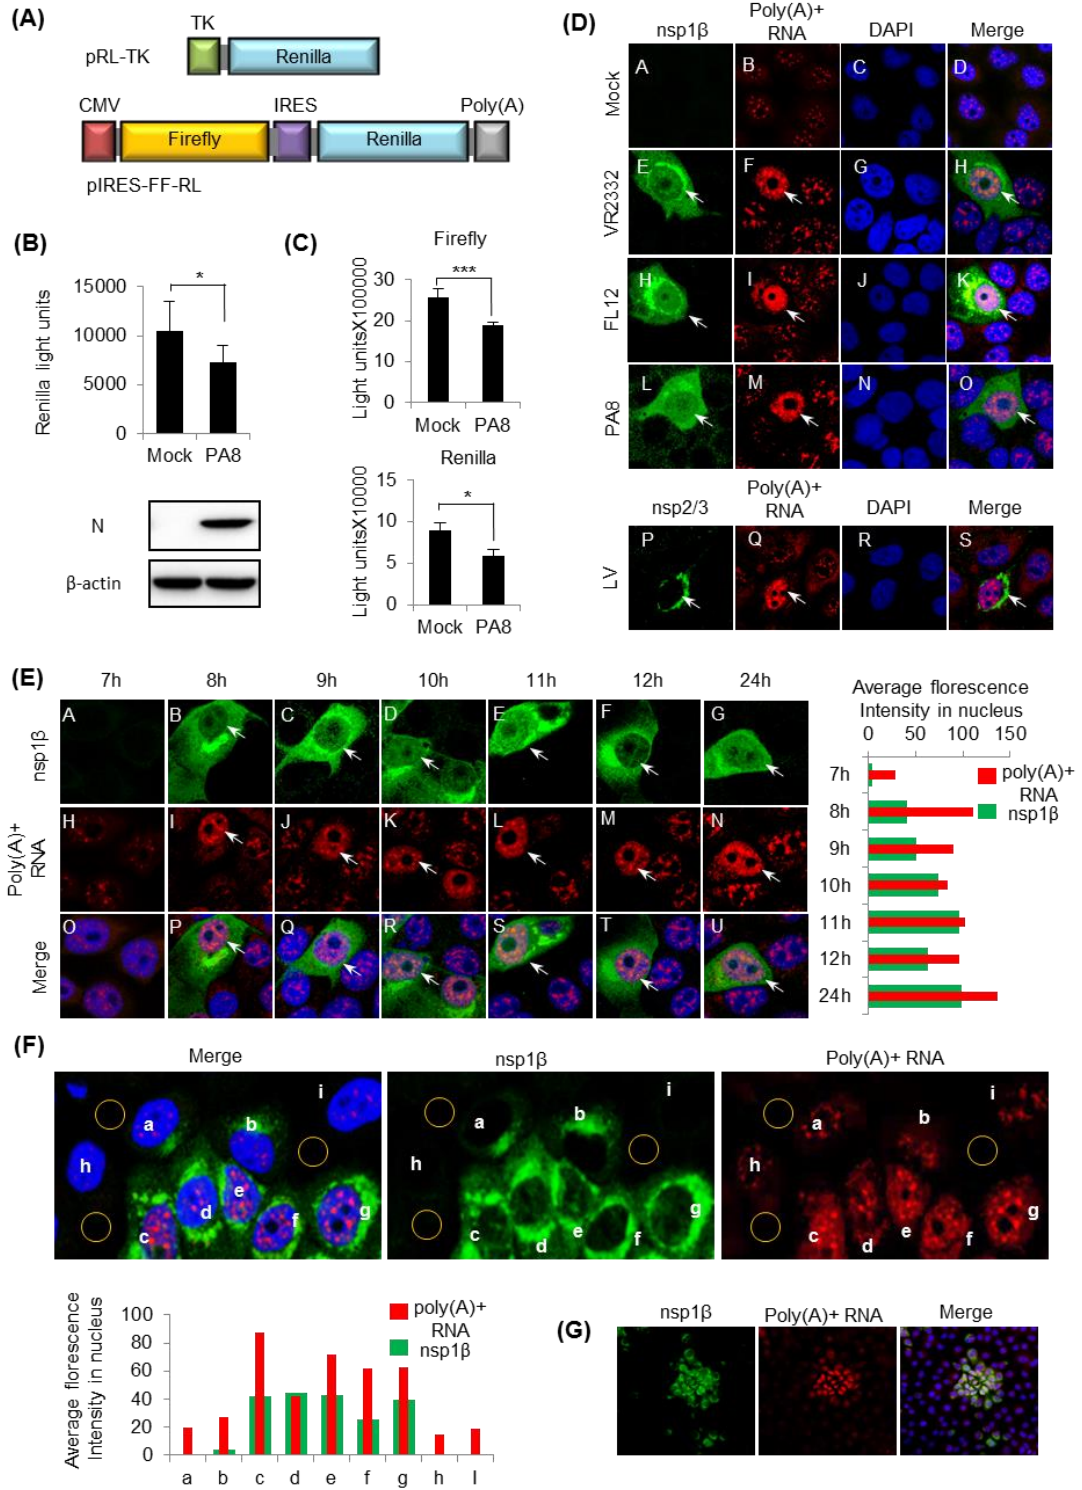 (A)
TK
pRL-TK
Renilla
CMV
IRES
Poly(A)
Firefly
Renilla
pIRES-FF-RL
(B)
Renilla light units
15000
10000
5000
0
*
Mock PA8
N
β-actin
(C)
Firefly
Light unitsX100000
30
20
10
0
***
Mock PA8
Renilla
Light unitsX10000
15
10
5
0
*
Mock PA8
(D)
nsp1β
Poly(A)+
RNA
DAPI
Merge
Mock
A B C D
VR2332
E F G H
FL12
H I J K
PA8
L M N O
nsp2/3
Poly(A)+
RNA
DAPI
Merge
LV
P Q R S
(E)
7h 8h 9h 10h 11h 12h 24h
nsp1β
A B C D E F G
Poly(A)+
RNA
H I J K L M N
Merge
O P Q R S T U
Average florescence
Intensity in nucleus
0 50 100 150
7h
8h
9h
10h
11h
12h
24h
poly(A)+
RNA
nsp1β
(F)
Merge
nsp1β
Poly(A)+ RNA
a b c d e f g h i
a b c d e f g h i
a b c d e f g h i
Average florescence
Intensity in nucleus
100
80
60
40
20
0
a b c d e f g h I
poly(A)+
RNA
nsp1β
(G)
nsp1β
Poly(A)+ RNA
Merge